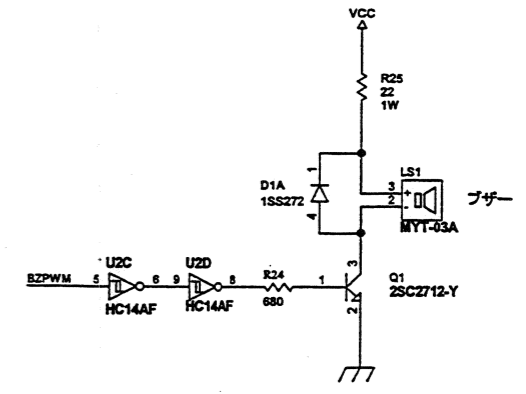 VCC
R25
22
1W
LS1
1
D1A
1SS272
4
3
+
2
-
ブザー
MYT-03A
U2C
U2D
BZPWM
5
6
9
8
R24
1
3
Q1
2SC2712-Y
HC14AF
HC14AF
680
2